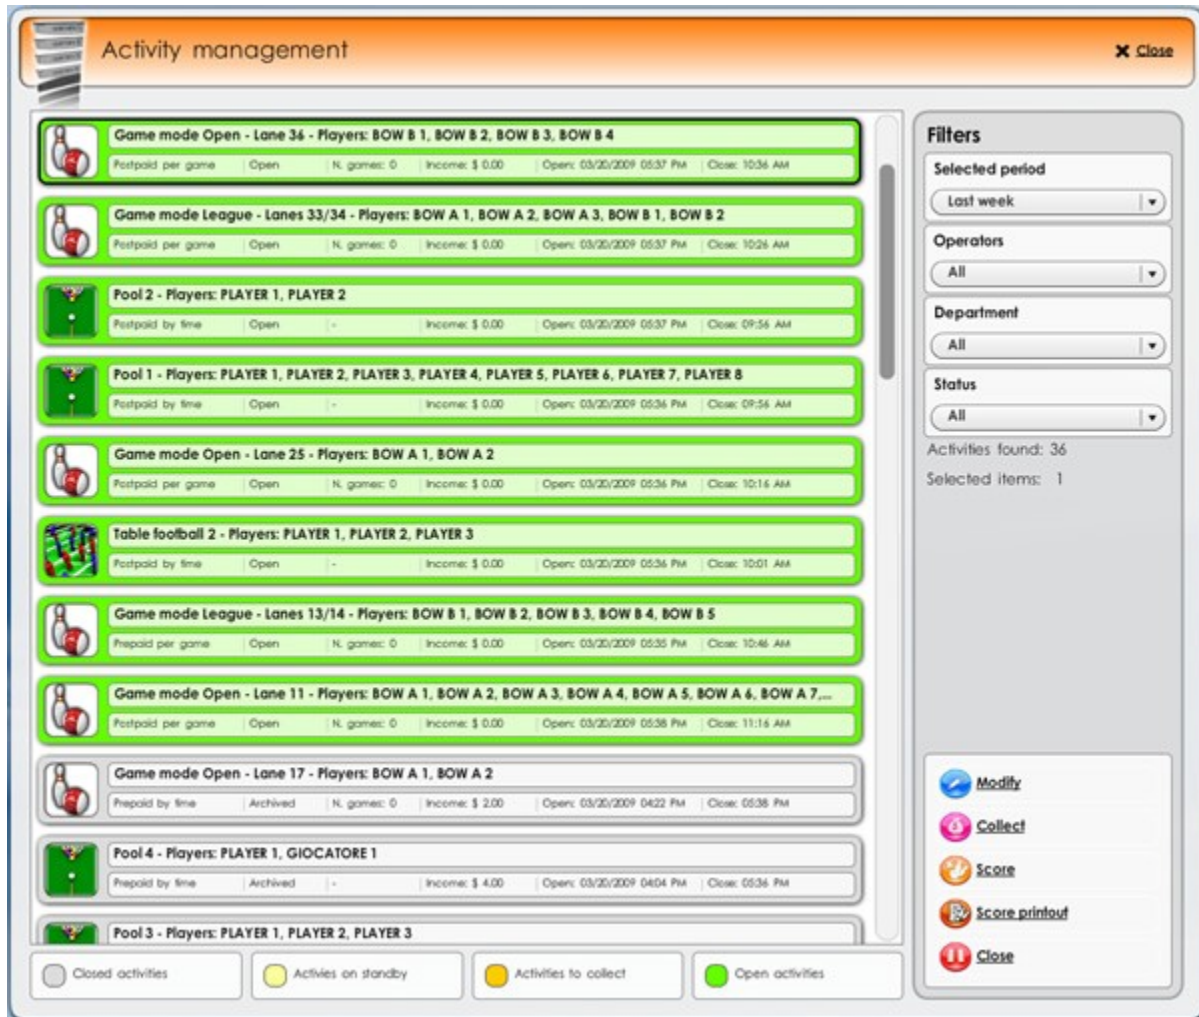 Activity management
Close
Game mode Open - Lane 36 - Players: BOW B 1, BOW B 2, BOW B 3, BOW B 4
Postpaid per game Open N. games: 0 Income: $ 0.00 Open: 03/20/2009 05:37 PM Close: 10:36 AM
Game mode League - Lanes 33/34 - Players: BOW A 1, BOW A 2, BOW A 3, BOW B 1, BOW B 2
Postpaid per game Open N. games: 0 Income: $ 0.00 Open: 03/20/2009 05:37 PM Close: 10:26 AM
Pool 2 - Players: PLAYER 1, PLAYER 2
Postpaid by time Open - Income: $ 0.00 Open: 03/20/2009 05:37 PM Close: 09:56 AM
Pool 1 - Players: PLAYER 1, PLAYER 2, PLAYER 3, PLAYER 4, PLAYER 5, PLAYER 6, PLAYER 7, PLAYER 8
Postpaid by time Open - Income: $ 0.00 Open: 03/20/2009 05:36 PM Close: 09:56 AM
Game mode Open - Lane 25 - Players: BOW A 1, BOW A 2
Postpaid per game Open N. games: 0 Income: $ 0.00 Open: 03/20/2009 05:36 PM Close: 10:16 AM
Table football 2 - Players: PLAYER 1, PLAYER 2, PLAYER 3
Postpaid by time Open - Income: $ 0.00 Open: 03/20/2009 05:36 PM Close: 10:01 AM
Game mode League - Lanes 13/14 - Players: BOW B 1, BOW B 2, BOW B 3, BOW B 4, BOW B 5
Prepaid per game Open N. games: 0 Income: $ 0.00 Open: 03/20/2009 05:35 PM Close: 10:46 AM
Game mode Open - Lane 11 - Players: BOW A 1, BOW A 2, BOW A 3, BOW A 4, BOW A 5, BOW A 6, BOW A 7,...
Postpaid per game Open N. games: 0 Income: $ 0.00 Open: 03/20/2009 05:38 PM Close: 11:16 AM
Game mode Open - Lane 17 - Players: BOW A 1, BOW A 2
Prepaid by time Archived N. games: 0 Income: $ 2.00 Open: 03/20/2009 04:22 PM Close: 05:38 PM
Pool 4 - Players: PLAYER 1, GIOCATORE 1
Prepaid by time Archived - Income: $ 4.00 Open: 03/20/2009 04:04 PM Close: 05:36 PM
Pool 3 - Players: PLAYER 1, PLAYER 2, PLAYER 3
Closed activities
Activies on standby
Activities to collect
Open activities
Filters
Selected period
Last week
Operators
All
Department
All
Status
All
Activities found: 36
Selected items: 1
Modify
Collect
Score
Score printout
Close